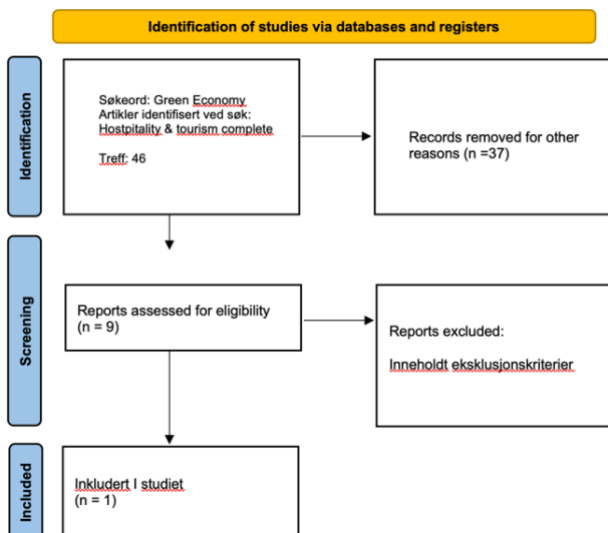 Identification of studies via databases and registers
Identification
Søkeord: Green Economy
Artikler identifisert ved søk:
Hostpitality & tourism complete
Treff: 46
Records removed for other
reasons (n =37)
Screening
Reports assessed for eligibility
(n = 9)
Reports excluded:
Inneholdt eksklusjonskriterier
Included
Inkludert I studiet
(n = 1)